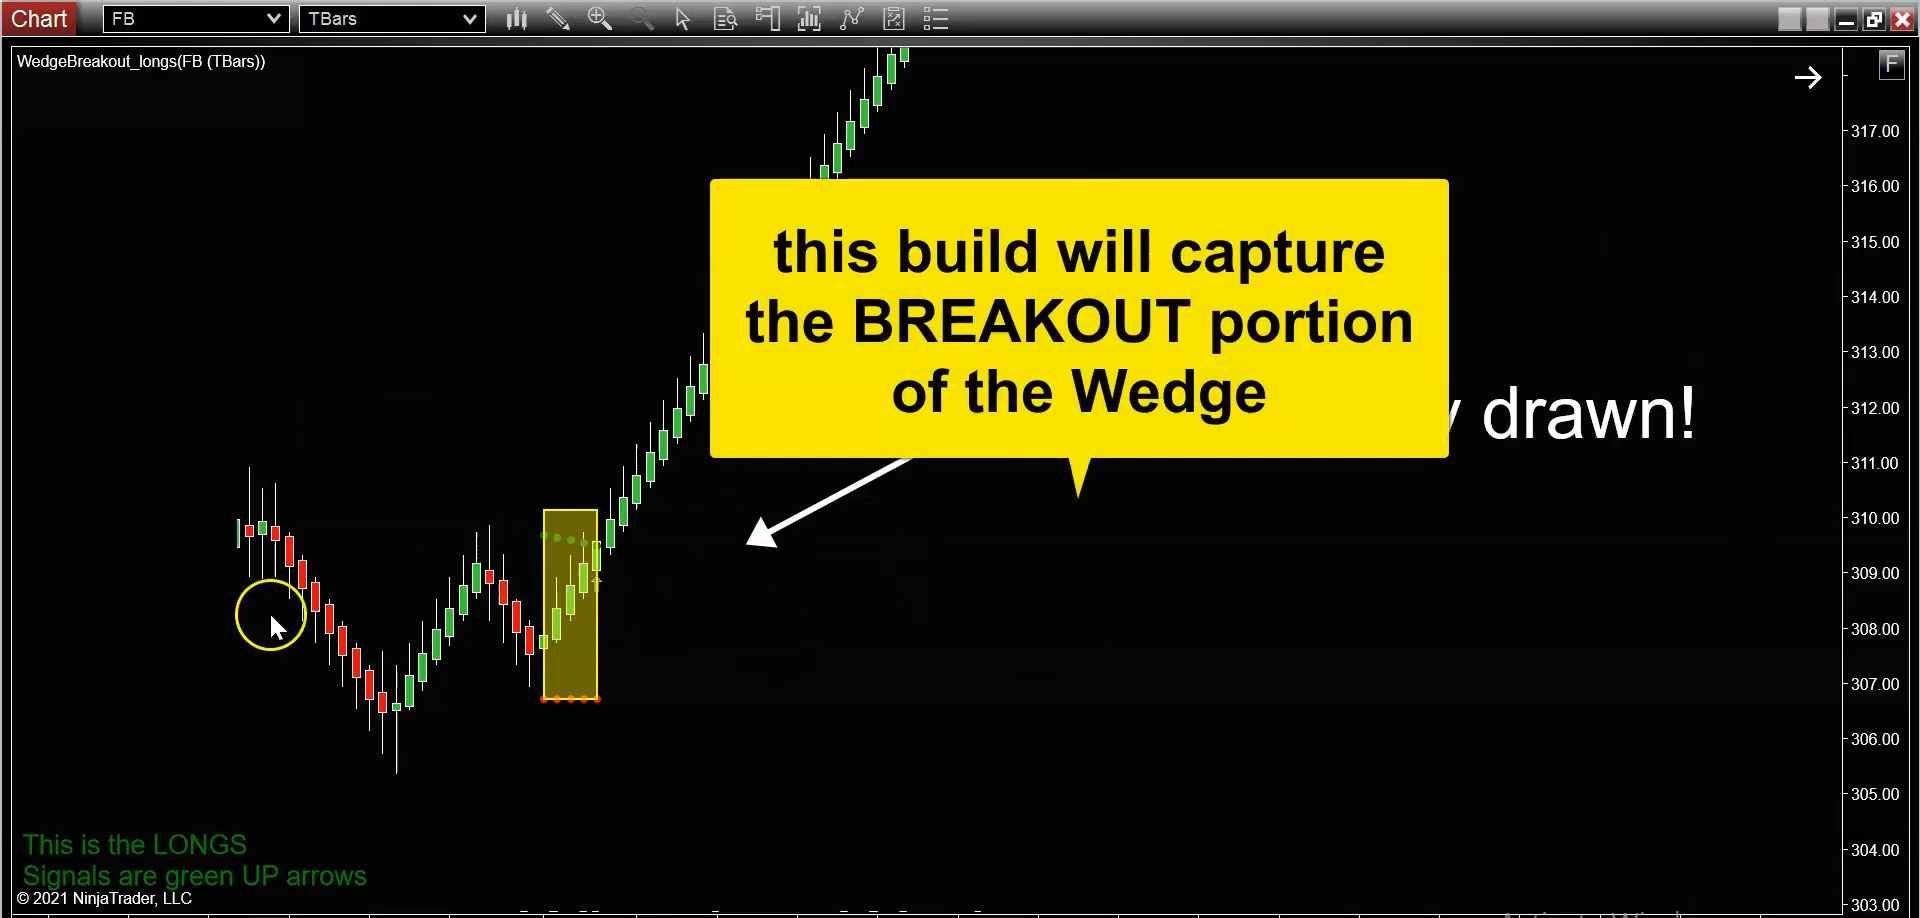 Chart
FB
TBars
WedgeBreakout_longs(FB (TBars))
F
317.00
316.00
315.00
314.00
313.00
312.00
311.00
310.00
309.00
308.00
307.00
306.00
305.00
304.00
303.00
this build will capture
the BREAKOUT portion
of the Wedge
y drawn!
This is the LONGS
Signals are green UP arrows
© 2021 NinjaTrader, LLC